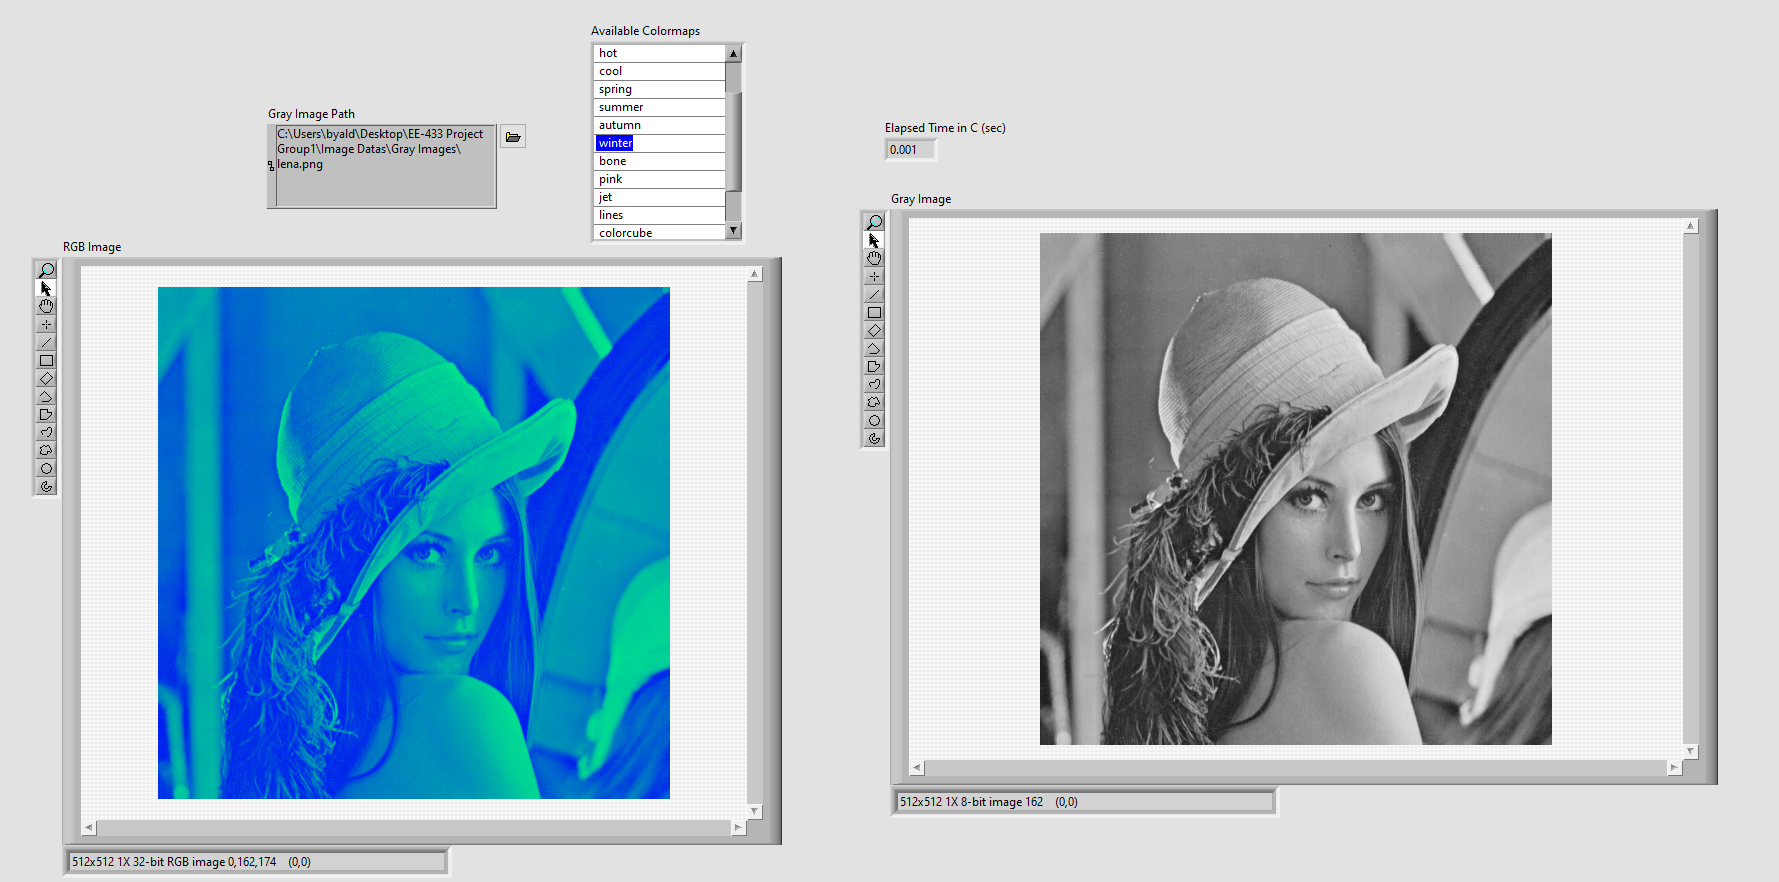 Available Colormaps
hot
cool
spring
summer
autumn
winter
bone
pink
jet
lines
colorcube
Gray Image Path
C:\Users\byald\Desktop\EE-433 Project
Group1\Image Datas\Gray Images\
lena.png
Elapsed Time in C (sec)
0.001
RGB Image
512x512 1X 32-bit RGB image 0,162,174    (0,0)
Gray Image
512x512 1X 8-bit image 162    (0,0)